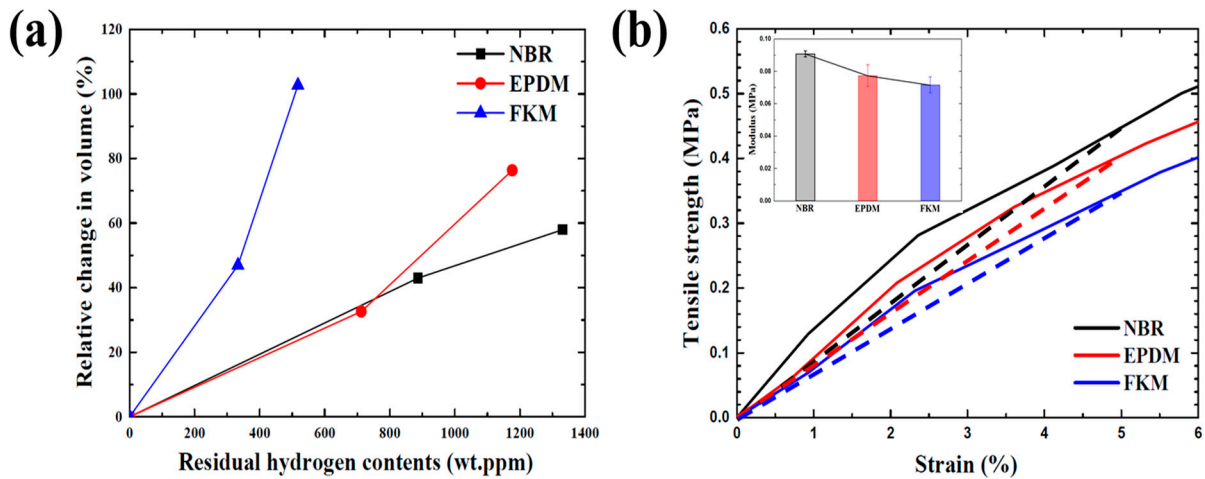 (a)
NBR
EPDM
FKM
120
100
80
60
40
20
0
0 200 400 600 800 1000 1200 1400
Relative change in volume (%)
Residual hydrogen contents (wt.ppm)
(b)
0.6
0.5
0.4
0.3
0.2
0.1
0.0
0 1 2 3 4 5 6
Tensile strength (MPa)
Strain (%)
0.10
0.08
0.06
0.04
0.02
0.00
Modulus (MPa)
NBR EPDM FKM
NBR
EPDM
FKM